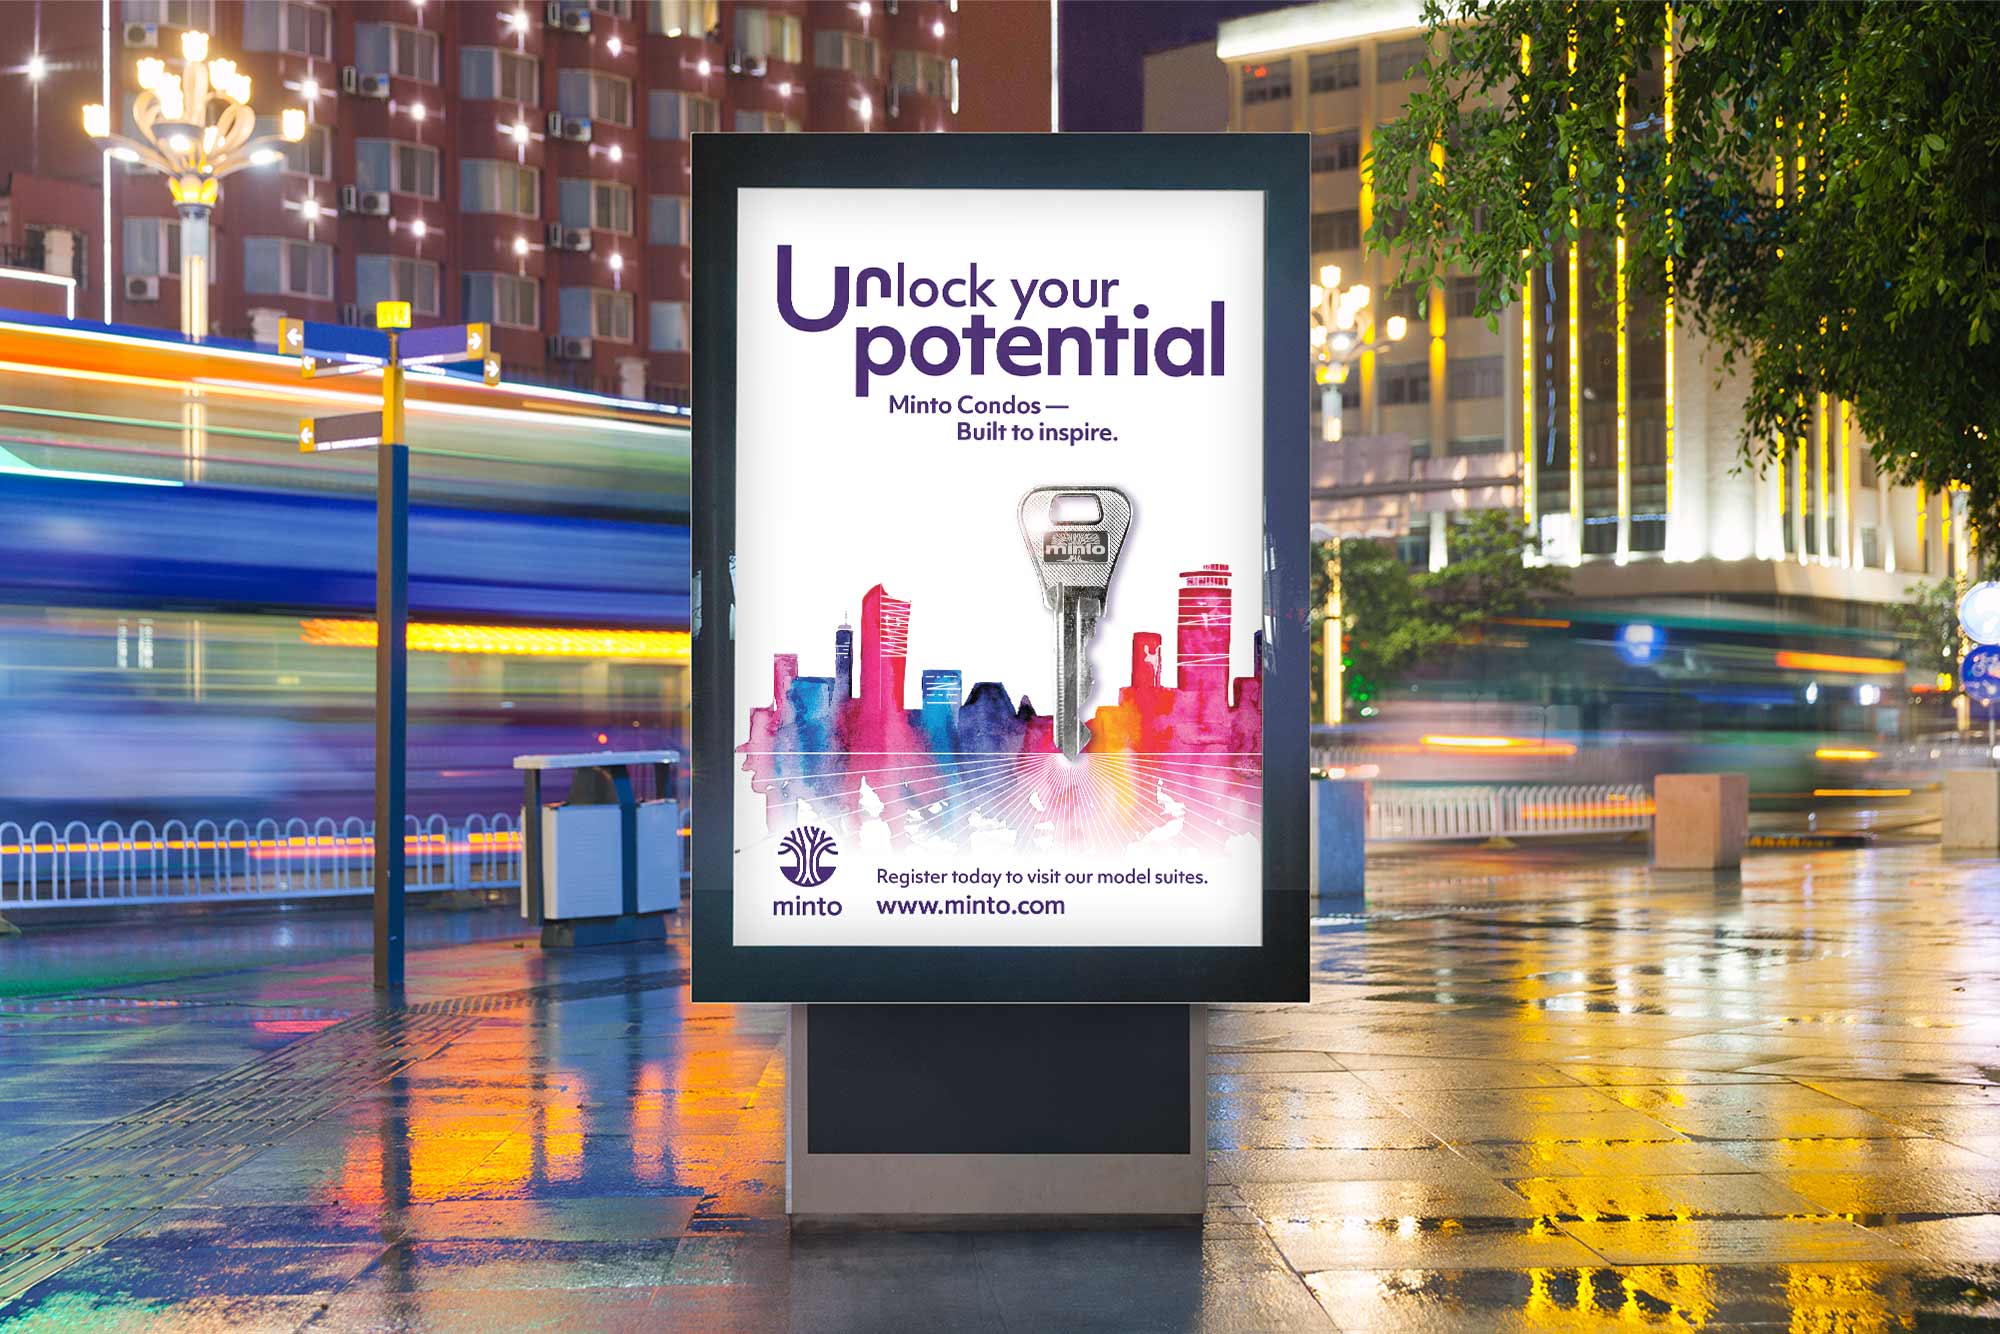 Unlock your
potential
Minto Condos —
Built to inspire.
minto
Register today to visit our model suites.
minto
www.minto.com